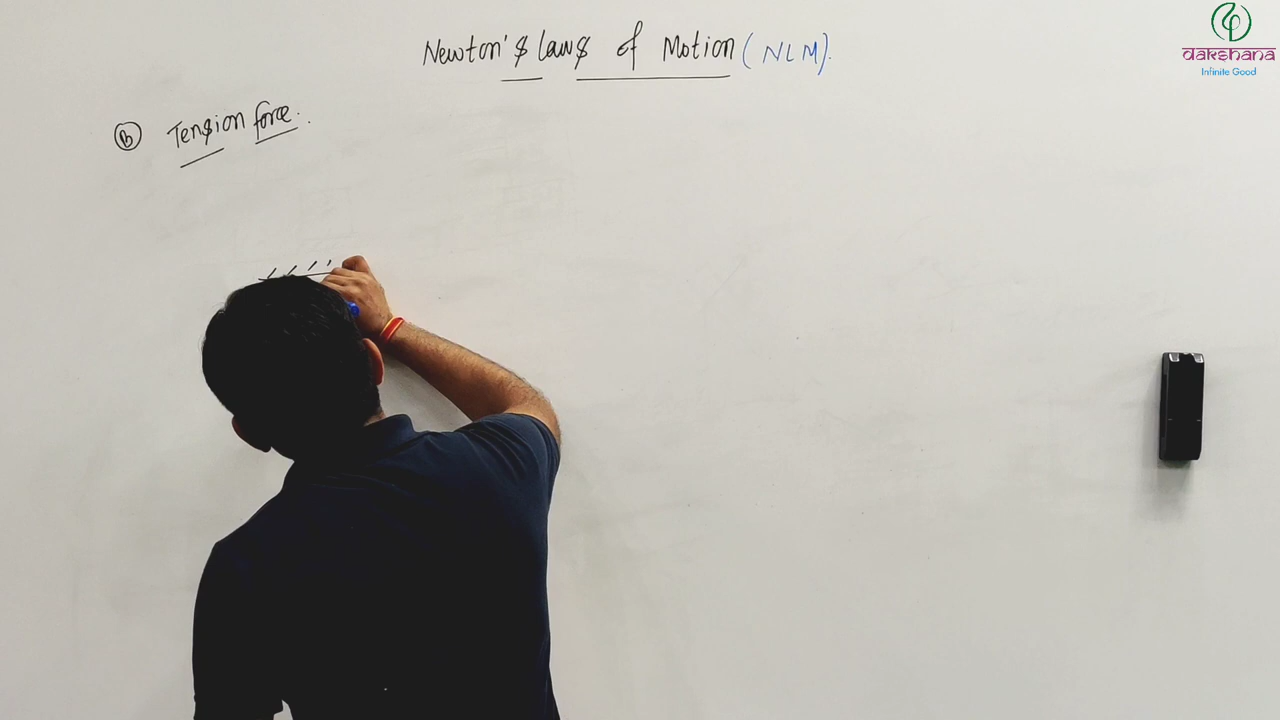 Newton's Laws of Motion (NLM).
dakshana
Infinite Good
B Tension force.